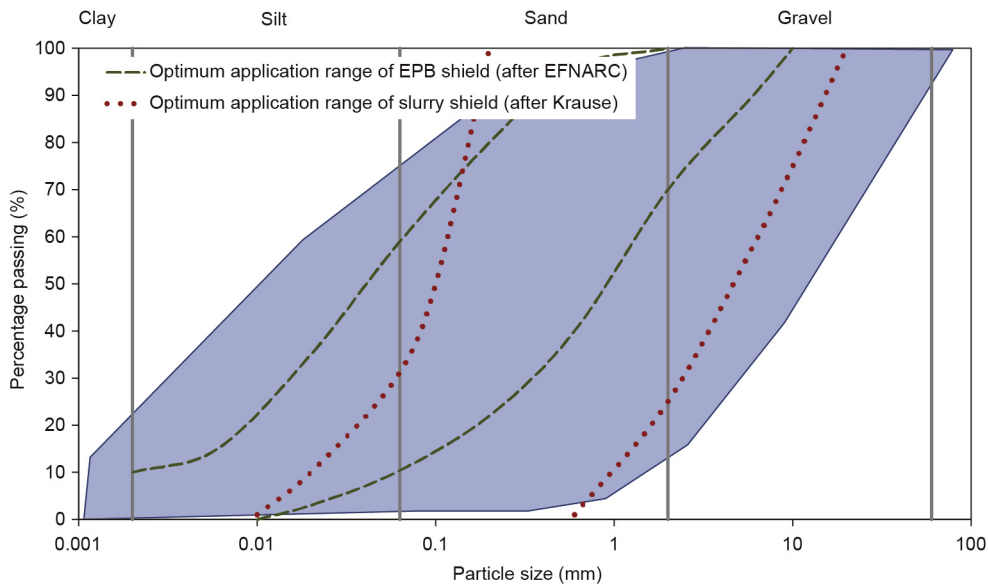 Clay Silt Sand Gravel
100
Optimum application range of EPB shield (after EFNARC)
90
Optimum application range of slurry shield (after Krause)
80
70
60
50
40
30
20
10
0
Percentage passing (%)
0.001 0.01 0.1 1 10 100
Particle size (mm)